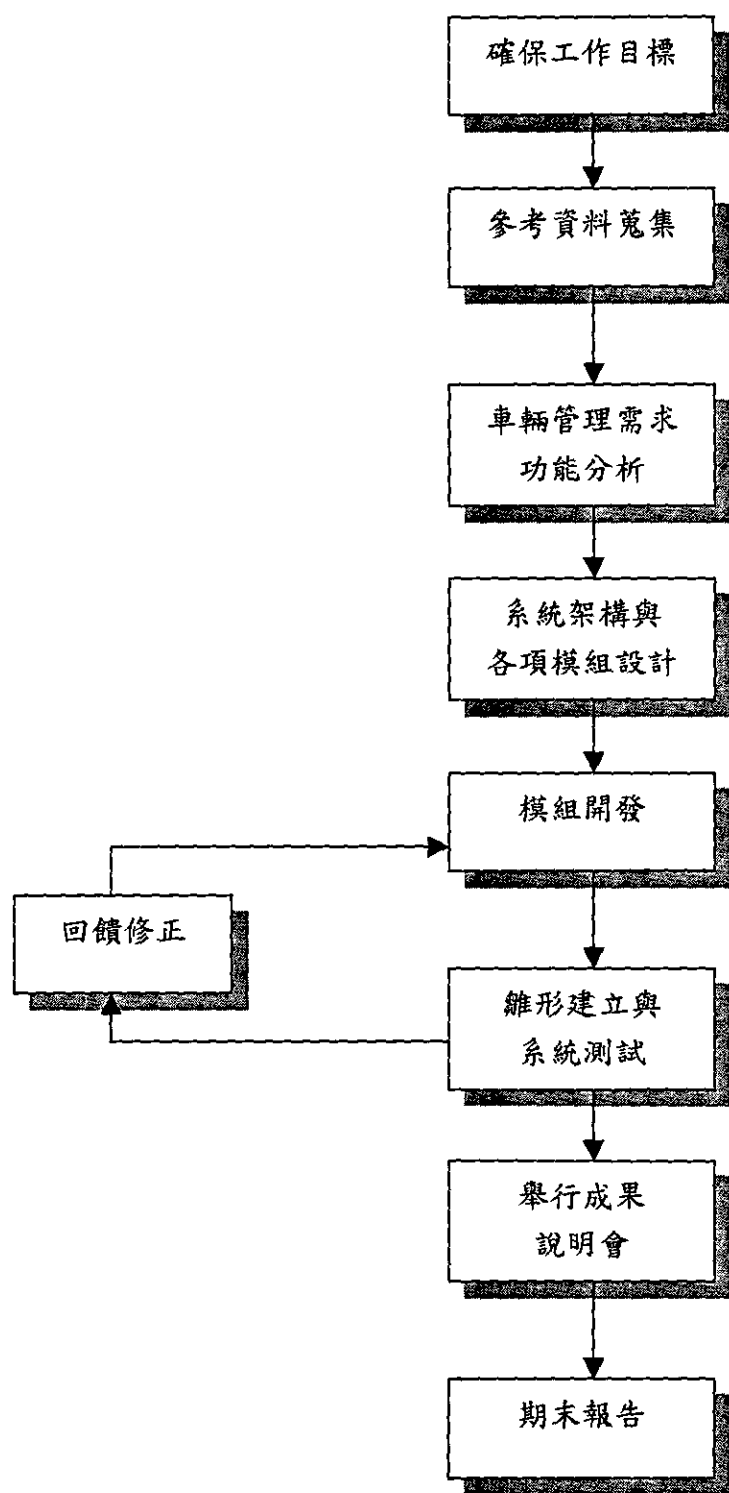 確保工作目標
參考資料蒐集
車輛管理需求
功能分析
系統架構與
各項模組設計
模組開發
回饋修正
雛形建立與
系統測試
舉行成果
說明會
期末報告